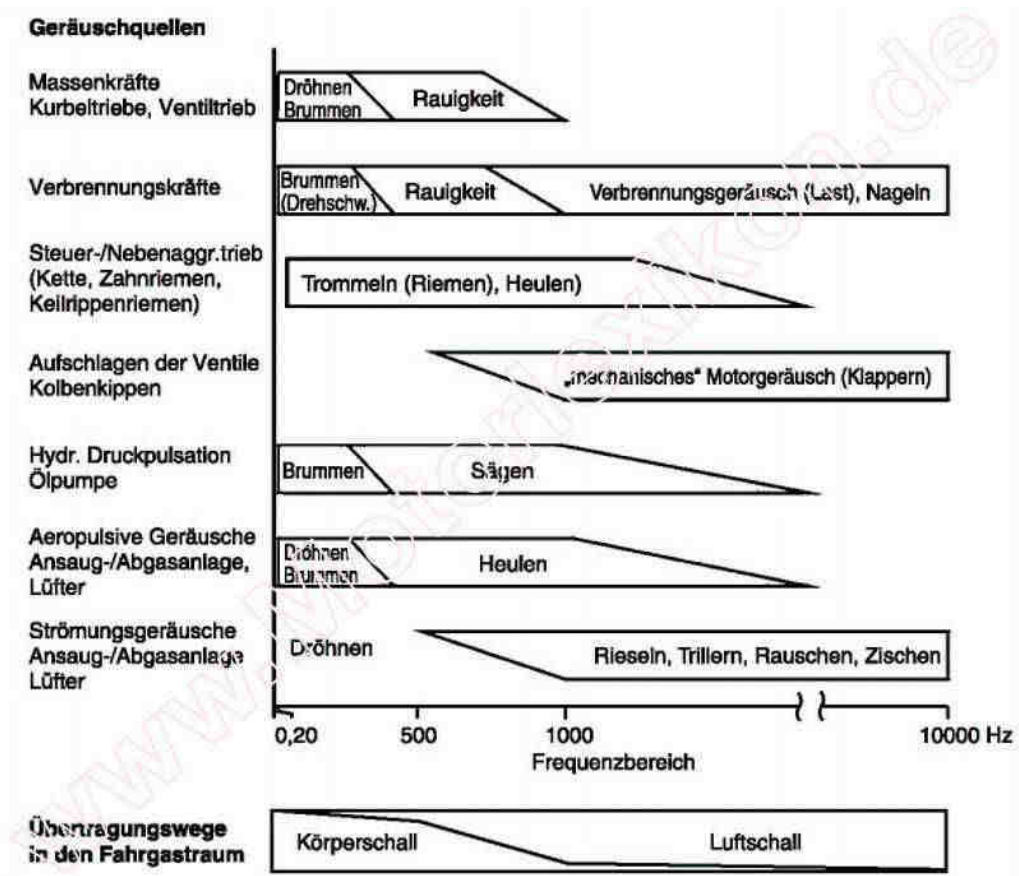 Geräuschquellen
Massenkräfte
Kurbeltriebe, Ventiltrieb
Dröhnen
Brummen
Rauigkeit
Verbrennungskräfte
Brummen
(Drehschw.)
Rauigkeit
Verbrennungsgeräusch (Last), Nageln
Steuer-/Nebenaggr.trieb
(Kette, Zahnriemen,
Keilrippenriemen)
Trommeln (Riemen), Heulen)
Aufschlagen der Ventile
Kolbenkippen
„mechanisches“ Motorgeräusch (Klappern)
Hydr. Druckpulsation
Ölpumpe
Brummen
Sägen
Aeropulsive Geräusche
Ansaug-/Abgasanlage,
Lüfter
Dröhnen
Brummen
Heulen
Strömungsgeräusche
Ansaug-/Abgasanlage
Lüfter
Dröhnen
Rieseln, Trillern, Rauschen, Zischen
0,20 500 1000 10000 Hz
Frequenzbereich
Übertragungswege
in den Fahrgastraum
Körperschall
Luftschall
www.Motorlexikon.de